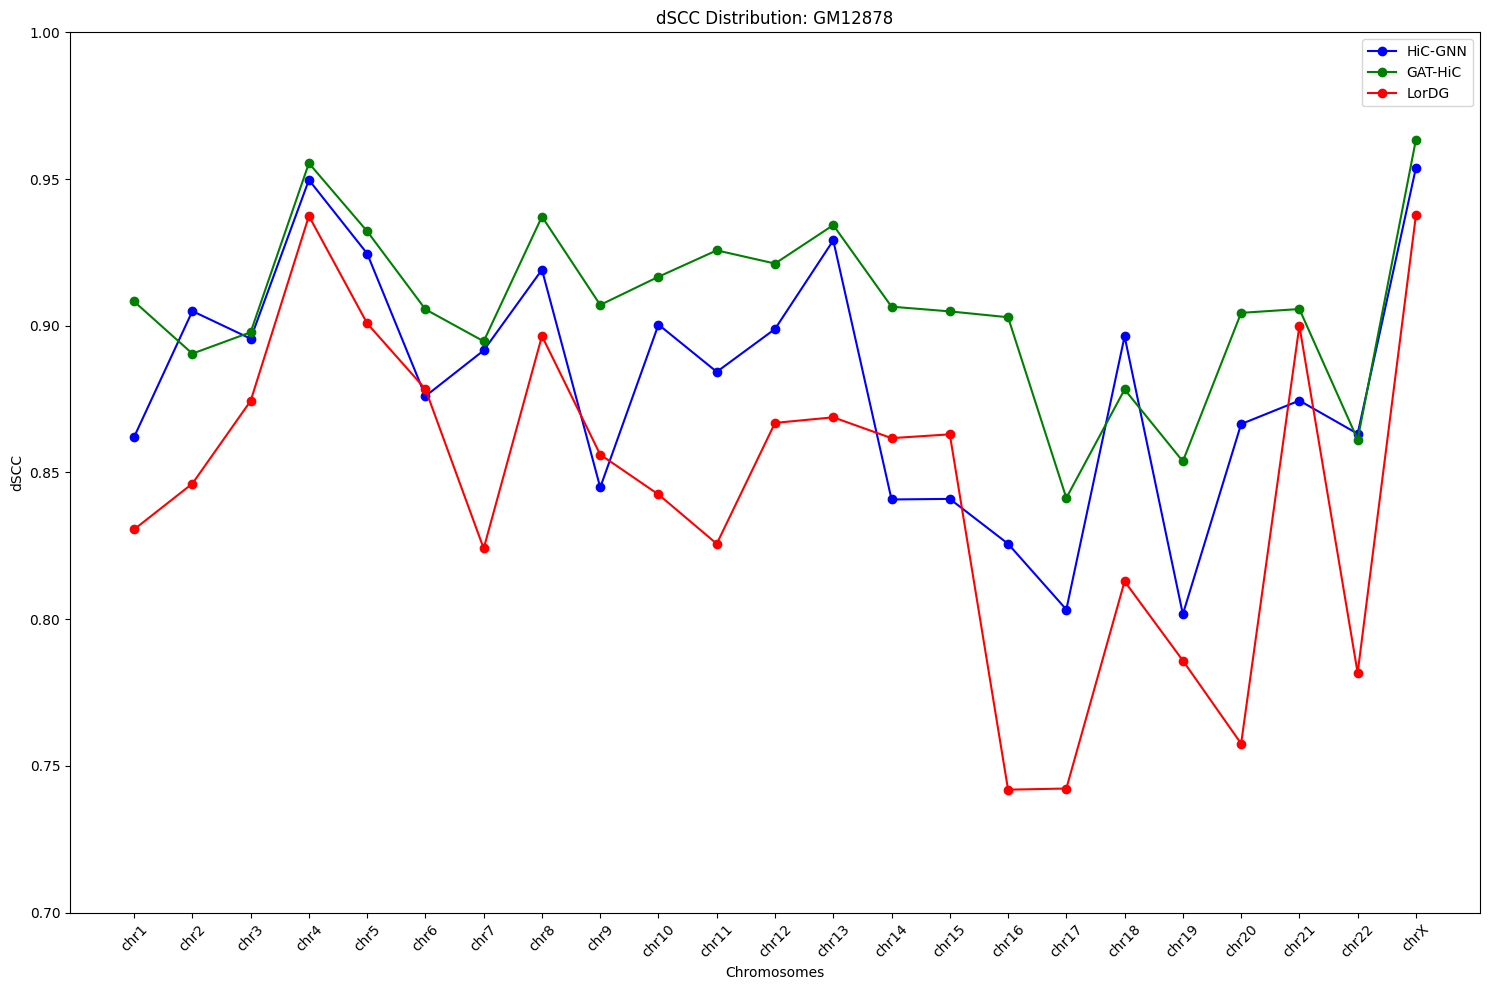 dSCC Distribution: GM12878
HiC-GNN
GAT-HiC
LorDG
dSCC
1.00
0.95
0.90
0.85
0.80
0.75
0.70
chr1
chr2
chr3
chr4
chr5
chr6
chr7
chr8
chr9
chr10
chr11
chr12
chr13
chr14
chr15
chr16
chr17
chr18
chr19
chr20
chr21
chr22
chrX
Chromosomes